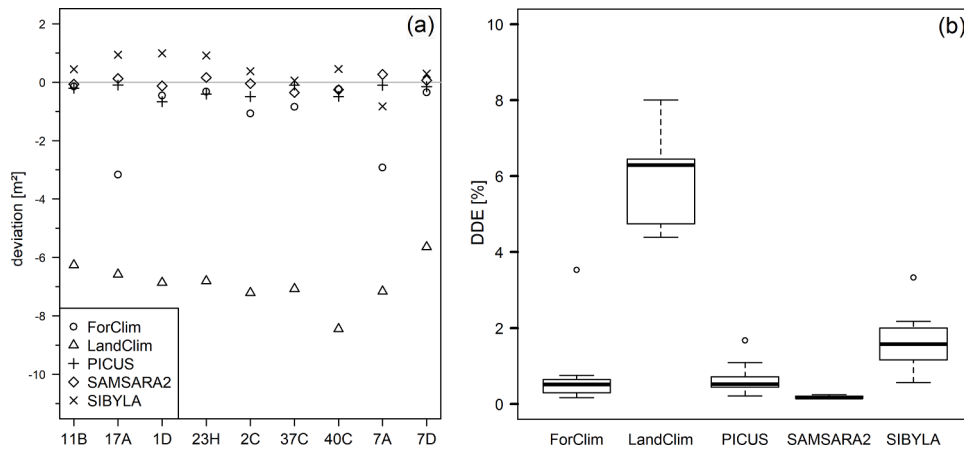 (a)
deviation [m²]
2
0
-2
-4
-6
-8
-10
ForClim
LandClim
PICUS
SAMSARA2
SIBYLA
11B 17A 1D 23H 2C 37C 40C 7A 7D
(b)
DDE [%]
10
8
6
4
2
0
ForClim LandClim PICUS SAMSARA2 SIBYLA